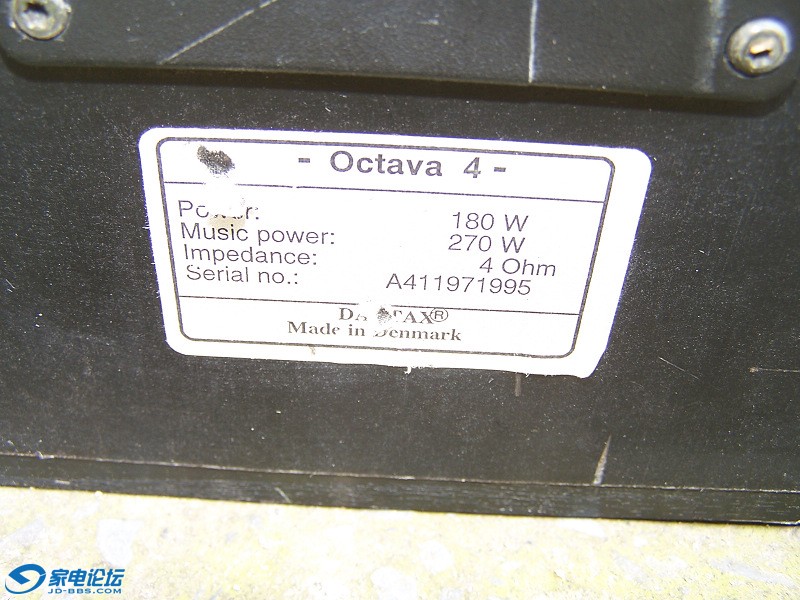 - Octava 4 -
Power: 180 W
Music power: 270 W
Impedance: 4 Ohm
Serial no.: A411971995
Made in Denmark
家电论坛
JD-BBS.COM